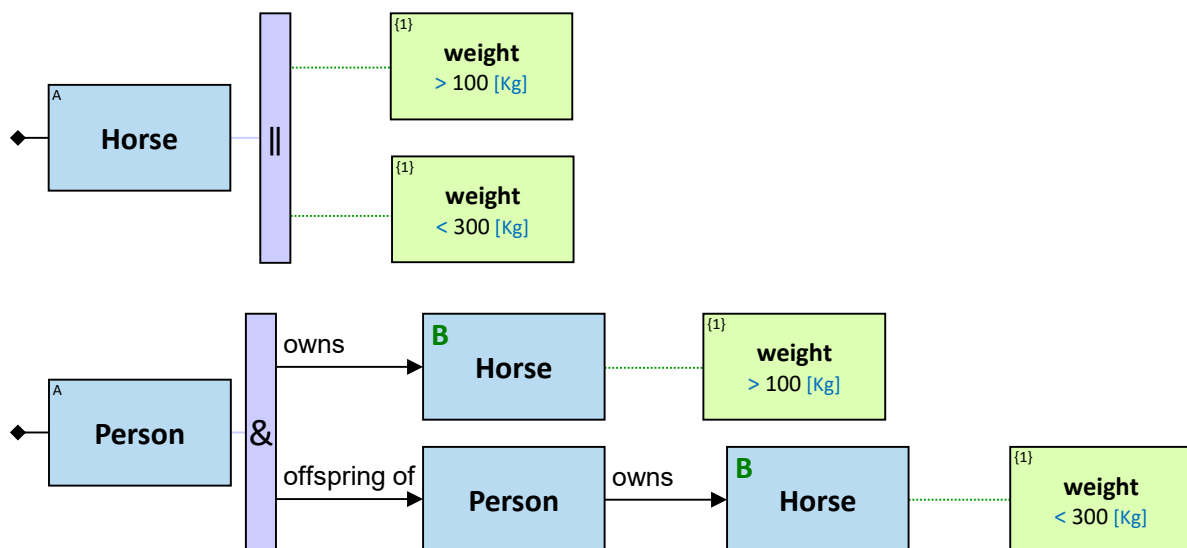 {1}
weight
> 100 [Kg]
A
Horse
||
{1}
weight
< 300 [Kg]
owns
B
Horse
{1}
weight
> 100 [Kg]
A
Person
&
offspring of
Person
owns
B
Horse
{1}
weight
< 300 [Kg]